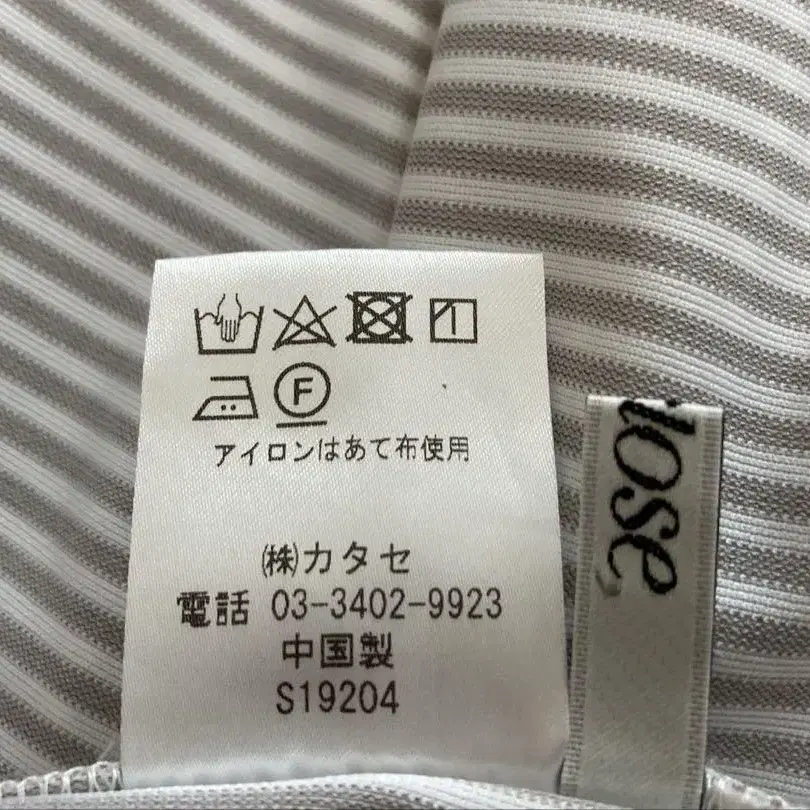 F
アイロンはあて布使用
㈱カタセ
電話 03-3402-9923
中国製
S19204
lose